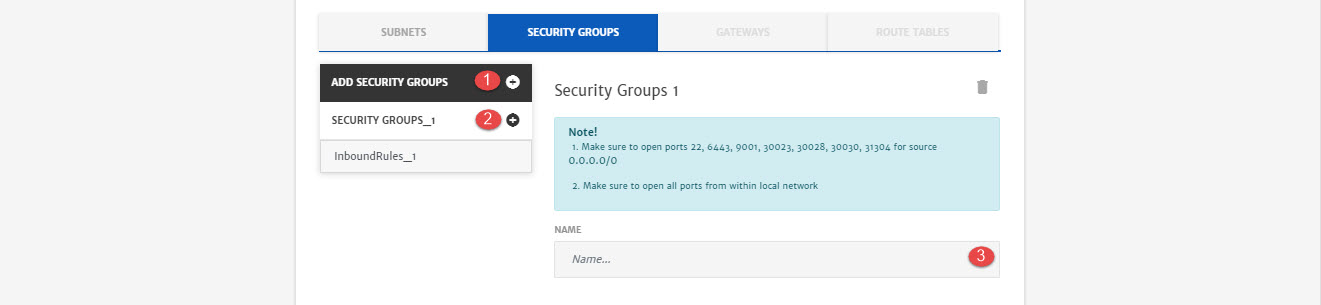 SUBNETS
SECURITY GROUPS
GATEWAYS
ROUTE TABLES
ADD SECURITY GROUPS 1
SECURITY GROUPS_1 2
InboundRules_1
Security Groups 1
Note!
1. Make sure to open ports 22, 6443, 9001, 30023, 30028, 30030, 31304 for source
0.0.0.0/0
2. Make sure to open all ports from within local network
NAME
Name... 3